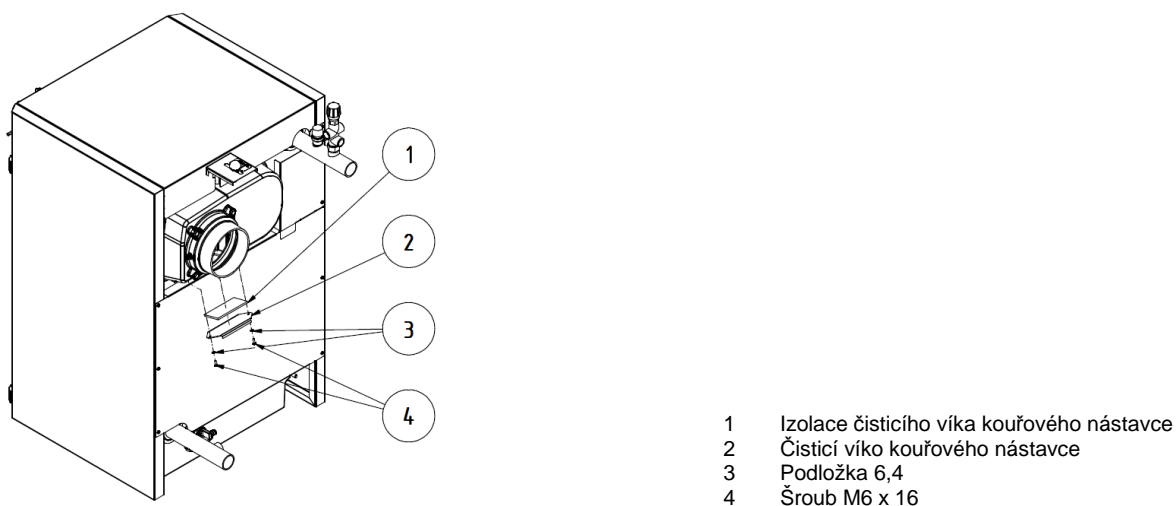 1
2
3
4
1 Izolace čisticího víka kouřového nástavce
2 Čisticí víko kouřového nástavce
3 Podložka 6,4
4 Šroub M6 x 16